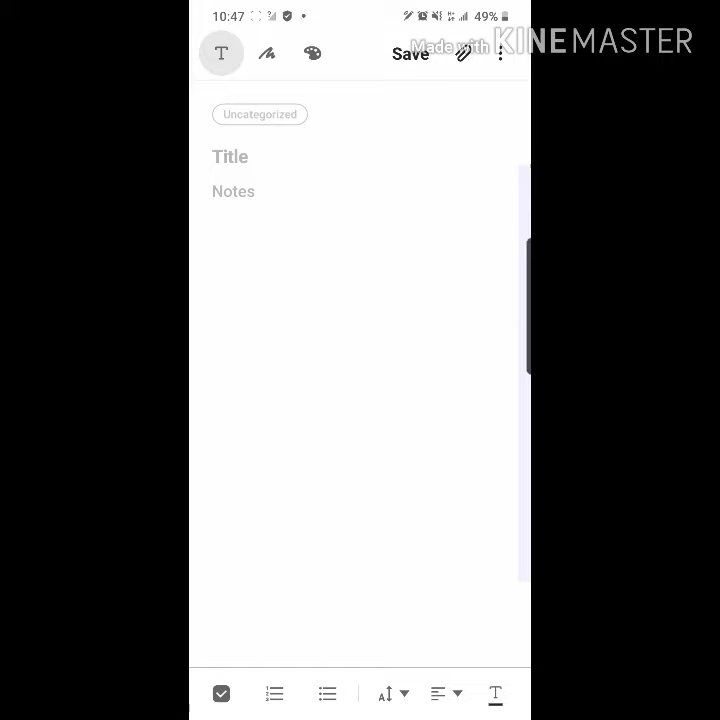 10:47 49%
Made with KINEMASTER
T Save
Uncategorized
Title
Notes
A T